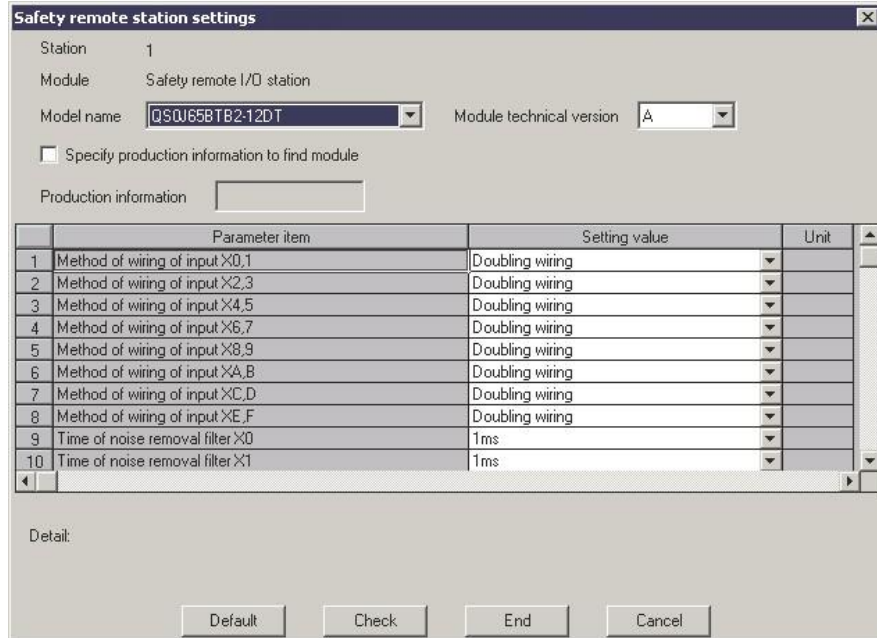 Safety remote station settings
Station 1
Module Safety remote I/O station
Model name QS0J65BTB2-12DT Module technical version A
Specify production information to find module
Production information
Parameter item Setting value Unit
1 Method of wiring of input X0,1 Doubling wiring
2 Method of wiring of input X2,3 Doubling wiring
3 Method of wiring of input X4,5 Doubling wiring
4 Method of wiring of input X6,7 Doubling wiring
5 Method of wiring of input X8,9 Doubling wiring
6 Method of wiring of input XA,B Doubling wiring
7 Method of wiring of input XC,D Doubling wiring
8 Method of wiring of input XE,F Doubling wiring
9 Time of noise removal filter X0 1ms
10 Time of noise removal filter X1 1ms
Detail:
Default Check End Cancel